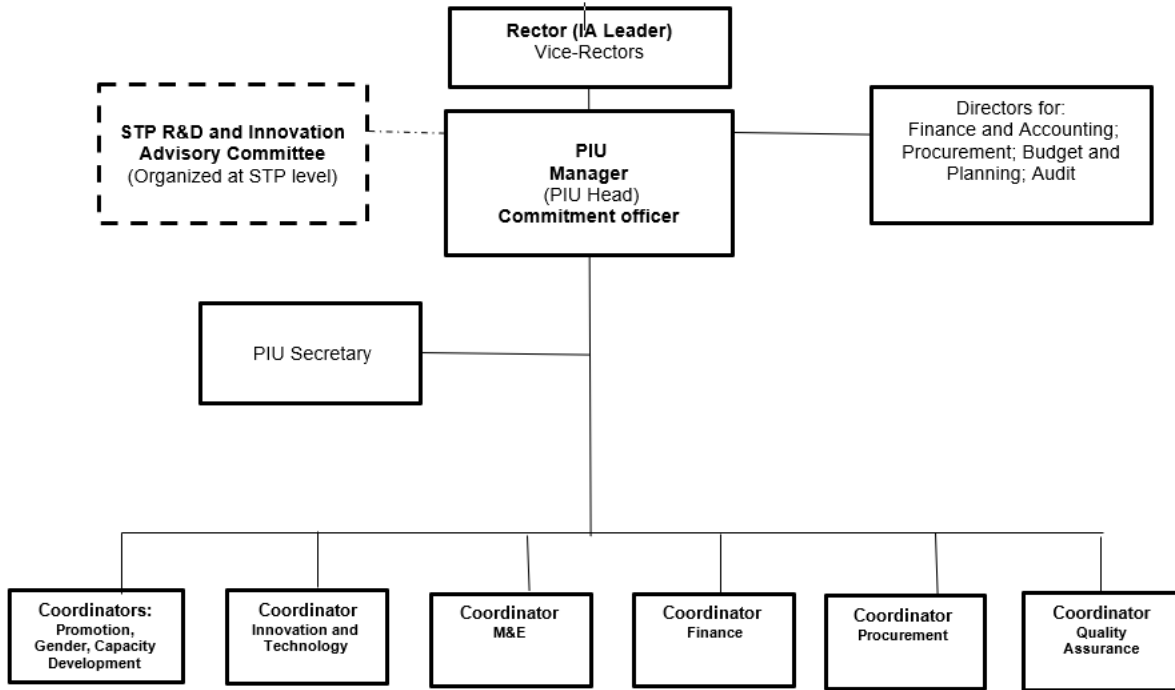 Rector (IA Leader)
Vice-Rectors
STP R&D and Innovation
Advisory Committee
(Organized at STP level)
PIU
Manager
(PIU Head)
Commitment officer
Directors for:
Finance and Accounting;
Procurement; Budget and
Planning; Audit
PIU Secretary
Coordinators:
Promotion,
Gender, Capacity
Development
Coordinator
Innovation and
Technology
Coordinator
M&E
Coordinator
Finance
Coordinator
Procurement
Coordinator
Quality
Assurance